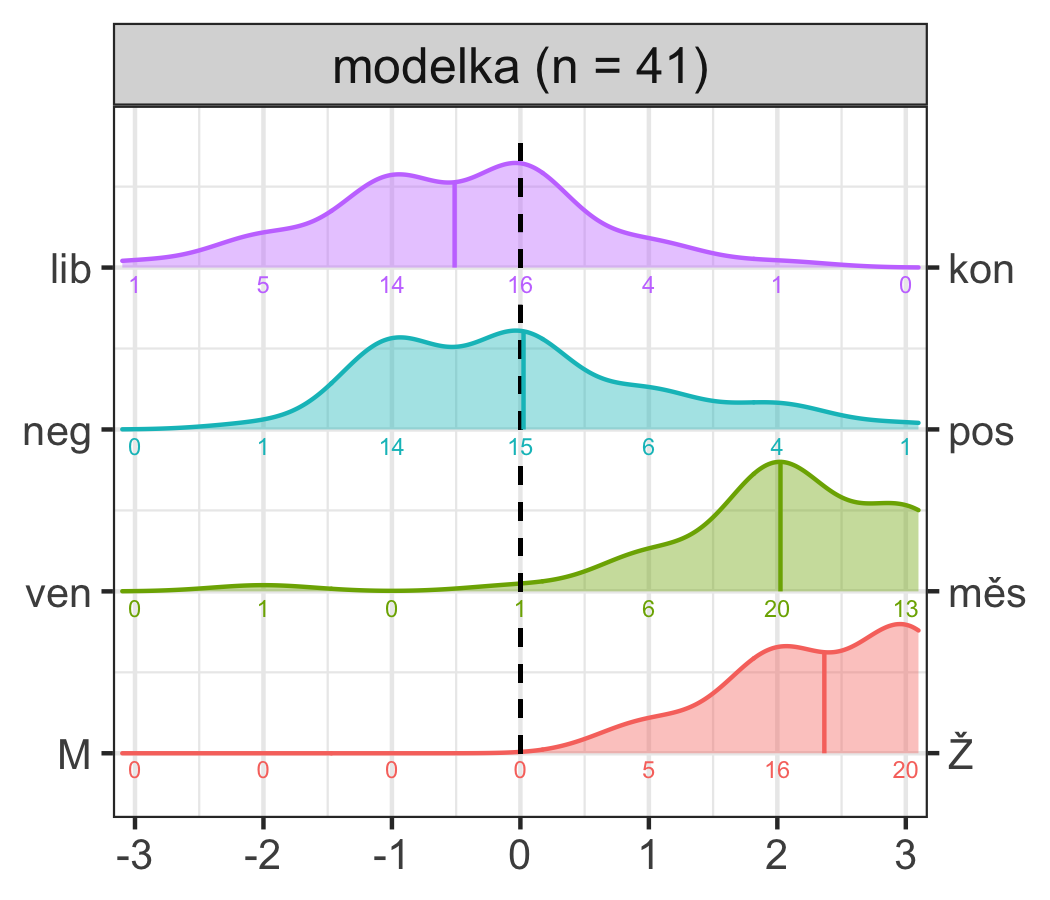 modelka (n = 41)
lib kon
1 5 14 16 4 1 0
neg pos
0 1 14 15 6 4 1
ven měs
0 1 0 1 6 20 13
M Ž
0 0 0 0 5 16 20
-3 -2 -1 0 1 2 3